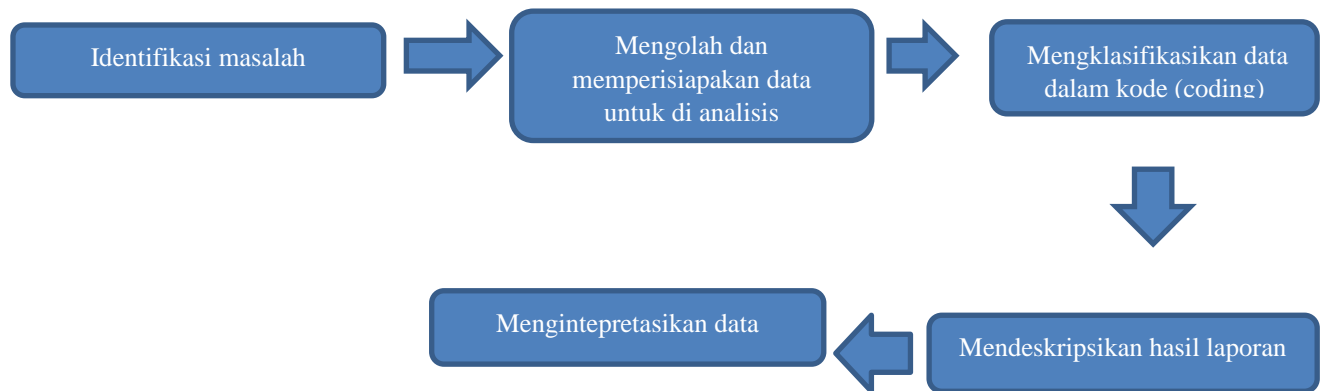 Identifikasi masalah
Mengolah dan
memperisiapakan data
untuk di analisis
Mengklasifikasikan data
dalam kode (coding)
Mendeskripsikan hasil laporan
Mengintepretasikan data